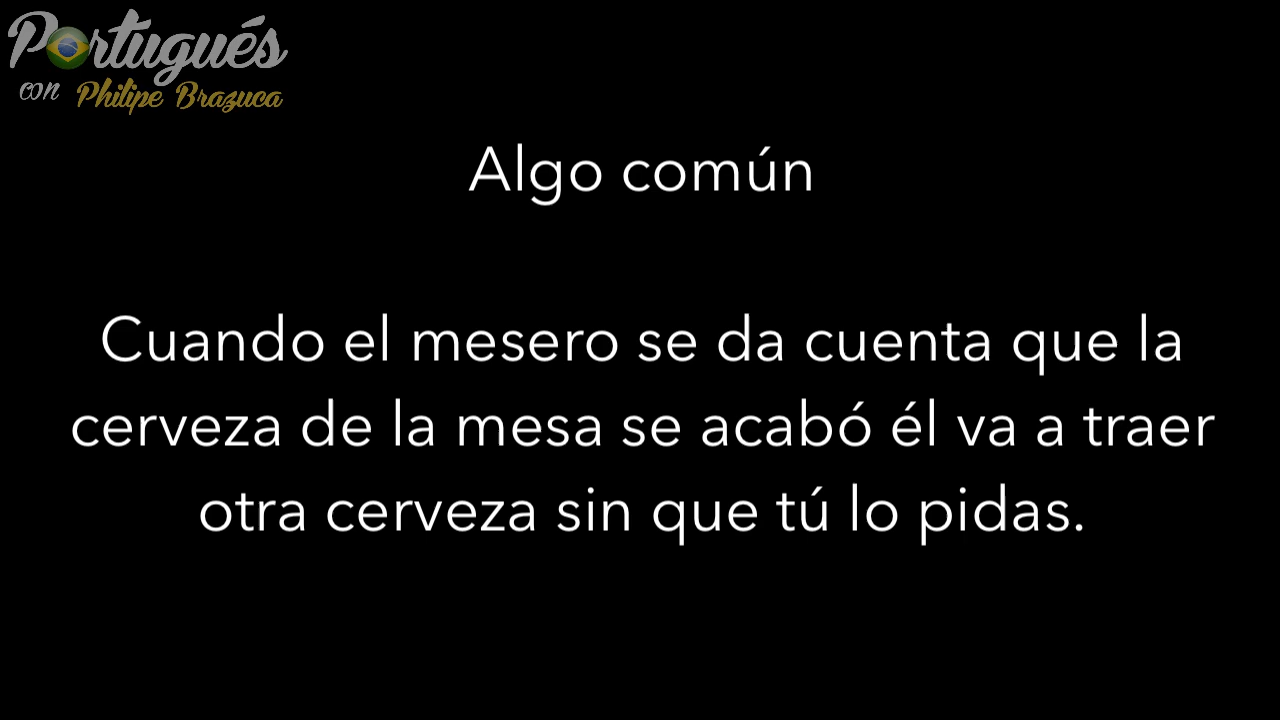 Portugués
con Philipe Brazuca
Algo común
Cuando el mesero se da cuenta que la
cerveza de la mesa se acabó él va a traer
otra cerveza sin que tú lo pidas.